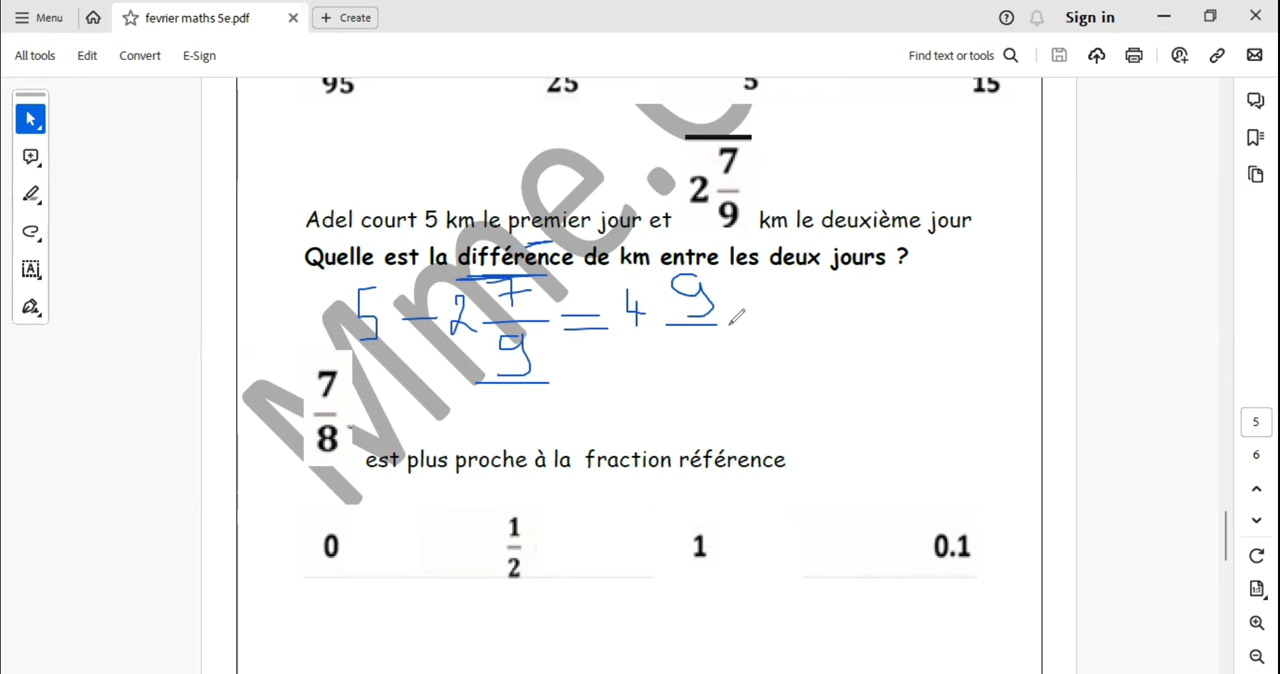 Menu
fevrier maths 5e.pdf
Create
Sign in
All tools
Edit
Convert
E-Sign
Find text or tools
95 25 5 15
Mme.
Adel court 5 km le premier jour et 2 7/9 km le deuxième jour
Quelle est la différence de km entre les deux jours ?
5 - 2 7/9 = 4 9
7/8 est plus proche à la fraction référence
0 1/2 1 0.1
5
6